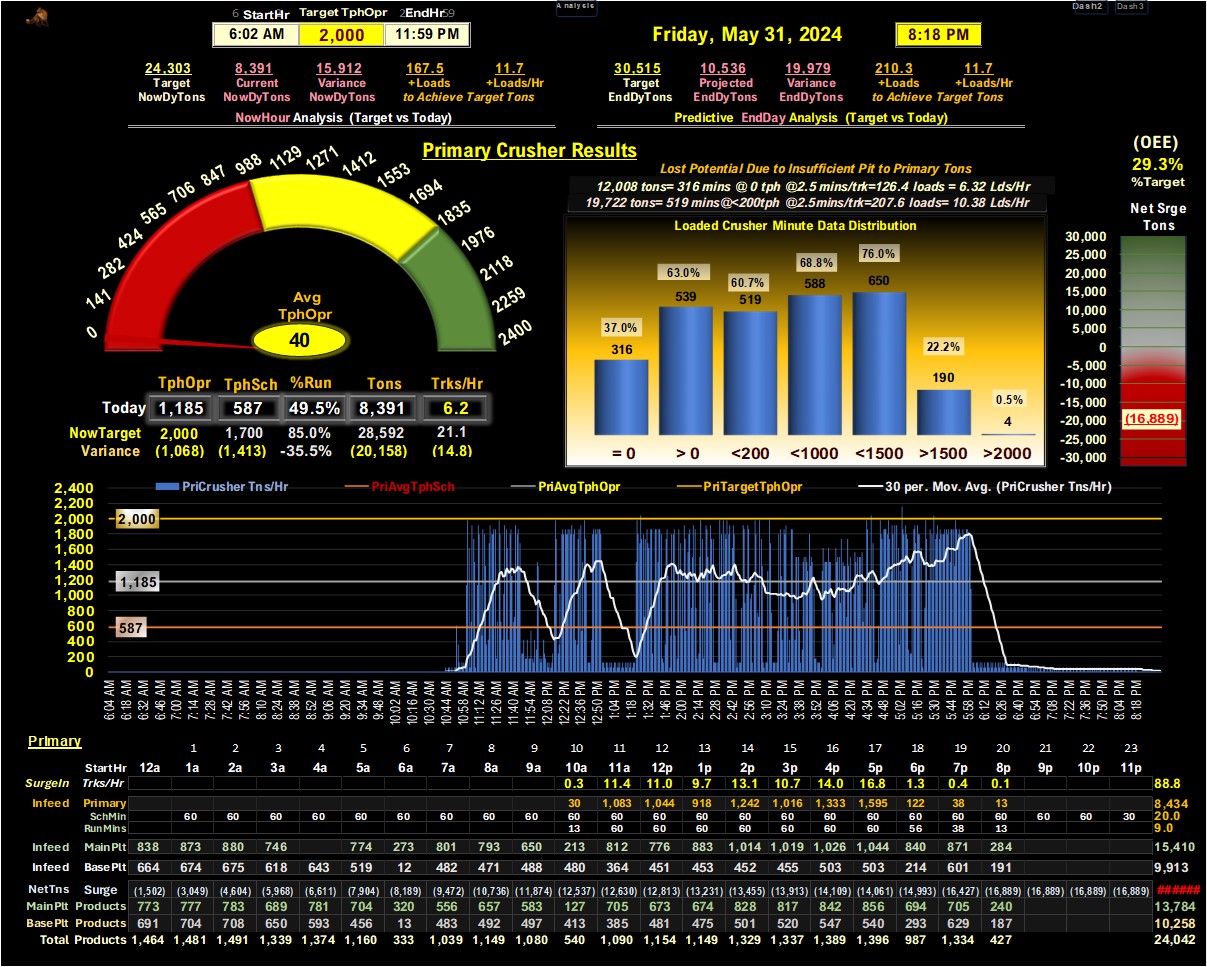 6 StartHr Target TphOpr EndHr 59
Analysis
Dash2 Dash3
6:02 AM 2,000 11:59 PM
Friday, May 31, 2024
8:18 PM
24,303 8,391 15,912 167.5 11.7
Target Current Variance +Loads +Loads/Hr
NowDyTons NowDyTons NowDyTons to Achieve Target Tons
NowHour Analysis (Target vs Today)
30,515 10,536 19,979 210.3 11.7
Target Projected Variance +Loads +Loads/Hr
EndDyTons EndDyTons EndDyTons to Achieve Target Tons
Predictive EndDay Analysis (Target vs Today)
Primary Crusher Results
(OEE)
29.3%
%Target
Net Srge
Tons
30,000
25,000
20,000
15,000
10,000
5,000
0
-5,000
-10,000
-15,000
-20,000
-25,000
-30,000
(16,889)
0 141 282 424 565 706 847 988 1129 1271 1412 1553 1694 1835 1976 2118 2259 2400
Avg
TphOpr
40
Lost Potential Due to Insufficient Pit to Primary Tons
12,008 tons= 316 mins @ 0 tph @2.5 mins/trk=126.4 loads = 6.32 Lds/Hr
19,722 tons= 519 mins@<200tph @2.5mins/trk=207.6 loads= 10.38 Lds/Hr
Loaded Crusher Minute Data Distribution
37.0% 63.0% 60.7% 68.8% 76.0% 22.2% 0.5%
316 539 519 588 650 190 4
= 0 > 0 <200 <1000 <1500 >1500 >2000
TphOpr TphSch %Run Tons Trks/Hr
Today 1,185 587 49.5% 8,391 6.2
NowTarget 2,000 1,700 85.0% 28,592 21.1
Variance (1,068) (1,413) -35.5% (20,158) (14.8)
PriCrusher Tns/Hr PriAvgTphSch PriAvgTphOpr PriTargetTphOpr 30 per. Mov. Avg. (PriCrusher Tns/Hr)
2,400
2,200
2,000
1,800
1,600
1,400
1,200
1,000
800
600
400
200
0
2,000
1,185
587
6:04 AM 6:18 AM 6:32 AM 6:46 AM 7:00 AM 7:14 AM 7:28 AM 7:42 AM 7:56 AM 8:10 AM 8:24 AM 8:38 AM 8:52 AM 9:06 AM 9:20 AM 9:34 AM 9:48 AM 10:02 AM 10:16 AM 10:30 AM 10:44 AM 10:58 AM 11:12 AM 11:26 AM 11:40 AM 11:54 AM 12:08 PM 12:22 PM 12:36 PM 12:50 PM 1:04 PM 1:18 PM 1:32 PM 1:46 PM 2:00 PM 2:14 PM 2:28 PM 2:42 PM 2:56 PM 3:10 PM 3:24 PM 3:38 PM 3:52 PM 4:06 PM 4:20 PM 4:34 PM 4:48 PM 5:02 PM 5:16 PM 5:30 PM 5:44 PM 5:58 PM 6:12 PM 6:26 PM 6:40 PM 6:54 PM 7:08 PM 7:22 PM 7:36 PM 7:50 PM 8:04 PM 8:18 PM
Primary
1 2 3 4 5 6 7 8 9 10 11 12 13 14 15 16 17 18 19 20 21 22 23
StartHr 12a 1a 2a 3a 4a 5a 6a 7a 8a 9a 10a 11a 12p 1p 2p 3p 4p 5p 6p 7p 8p 9p 10p 11p
SurgeIn Trks/Hr 0.3 11.4 11.0 9.7 13.1 10.7 14.0 16.8 1.3 0.4 0.1 88.8
Infeed Primary 30 1,083 1,044 918 1,242 1,016 1,333 1,595 122 38 13 8,434
SchMin 60 60 60 60 60 60 60 60 60 60 60 60 60 60 60 60 60 60 60 60 60 60 30 20.0
RunMins 13 60 60 60 60 60 60 60 56 38 13 9.0
Infeed MainPlt 838 873 880 746 774 273 801 793 650 213 812 776 883 1,014 1,019 1,026 1,044 840 871 284 15,410
Infeed BasePlt 664 674 675 618 643 519 12 482 471 488 480 364 451 453 452 455 503 503 214 601 191 9,913
NetTns Surge (1,502) (3,049) (4,604) (5,968) (6,611) (7,904) (8,189) (9,472) (10,736) (11,874) (12,537) (12,630) (12,813) (13,231) (13,455) (13,913) (14,109) (14,061) (14,993) (16,427) (16,889) (16,889) (16,889) (16,889) ######
MainPlt Products 773 777 783 689 781 704 320 556 657 583 127 705 673 674 828 817 842 856 694 705 240 13,784
BasePlt Products 691 704 708 650 593 456 13 483 492 497 413 385 481 475 501 520 547 540 293 629 187 10,258
Total Products 1,464 1,481 1,491 1,339 1,374 1,160 333 1,039 1,149 1,080 540 1,090 1,154 1,149 1,329 1,337 1,389 1,396 987 1,334 427 24,042